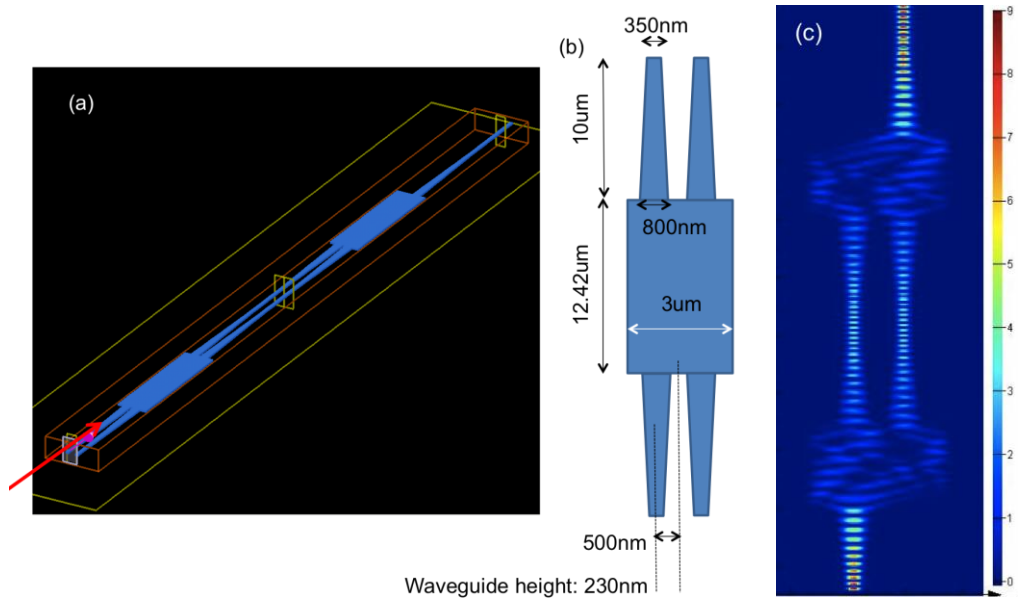 (a)
(b)
350nm
10um
800nm
12.42um
3um
500nm
Waveguide height: 230nm
(c)
9
8
7
6
5
4
3
2
1
0